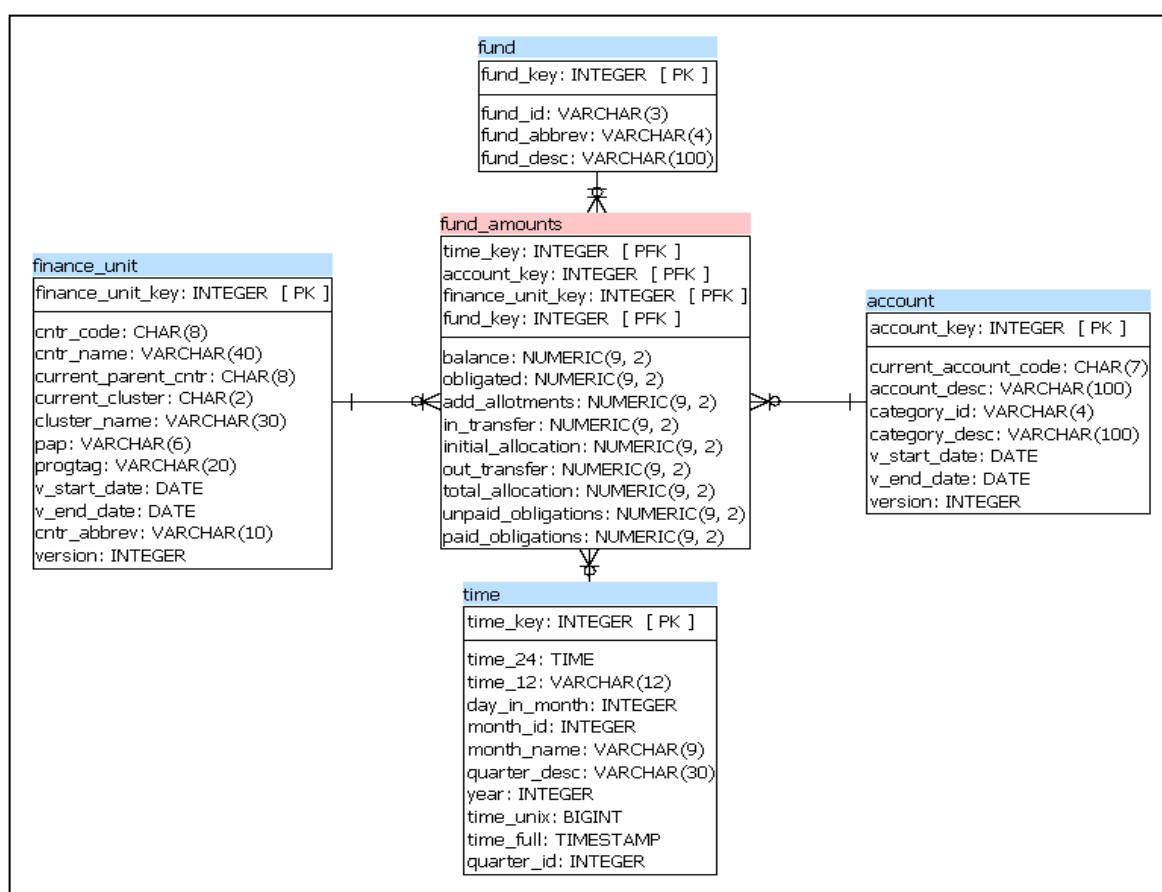 fund
fund_key: INTEGER [ PK ]
fund_id: VARCHAR(3)
fund_abbrev: VARCHAR(4)
fund_desc: VARCHAR(100)
fund_amounts
time_key: INTEGER [ PFK ]
account_key: INTEGER [ PFK ]
finance_unit_key: INTEGER [ PFK ]
fund_key: INTEGER [ PFK ]
balance: NUMERIC(9, 2)
obligated: NUMERIC(9, 2)
add_allotments: NUMERIC(9, 2)
in_transfer: NUMERIC(9, 2)
initial_allocation: NUMERIC(9, 2)
out_transfer: NUMERIC(9, 2)
total_allocation: NUMERIC(9, 2)
unpaid_obligations: NUMERIC(9, 2)
paid_obligations: NUMERIC(9, 2)
finance_unit
finance_unit_key: INTEGER [ PK ]
cntr_code: CHAR(8)
cntr_name: VARCHAR(40)
current_parent_cntr: CHAR(8)
current_cluster: CHAR(2)
cluster_name: VARCHAR(30)
pap: VARCHAR(6)
progtag: VARCHAR(20)
v_start_date: DATE
v_end_date: DATE
cntr_abbrev: VARCHAR(10)
version: INTEGER
account
account_key: INTEGER [ PK ]
current_account_code: CHAR(7)
account_desc: VARCHAR(100)
category_id: VARCHAR(4)
category_desc: VARCHAR(100)
v_start_date: DATE
v_end_date: DATE
version: INTEGER
time
time_key: INTEGER [ PK ]
time_24: TIME
time_12: VARCHAR(12)
day_in_month: INTEGER
month_id: INTEGER
month_name: VARCHAR(9)
quarter_desc: VARCHAR(30)
year: INTEGER
time_unix: BIGINT
time_full: TIMESTAMP
quarter_id: INTEGER